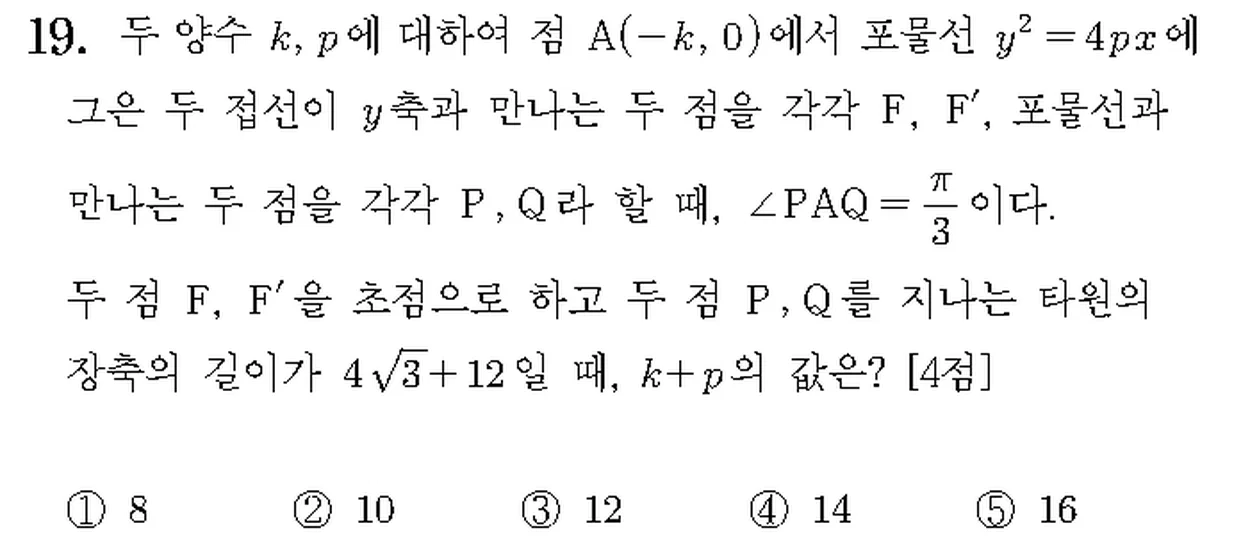 19. 두 양수 k, p에 대하여 점 A(−k, 0)에서 포물선 y² = 4px에
그은 두 접선이 y축과 만나는 두 점을 각각 F, F′, 포물선과
만나는 두 점을 각각 P, Q라 할 때, ∠PAQ = π/3 이다.
두 점 F, F′을 초점으로 하고 두 점 P, Q를 지나는 타원의
장축의 길이가 4√3+12일 때, k+p의 값은? [4점]
① 8 ② 10 ③ 12 ④ 14 ⑤ 16